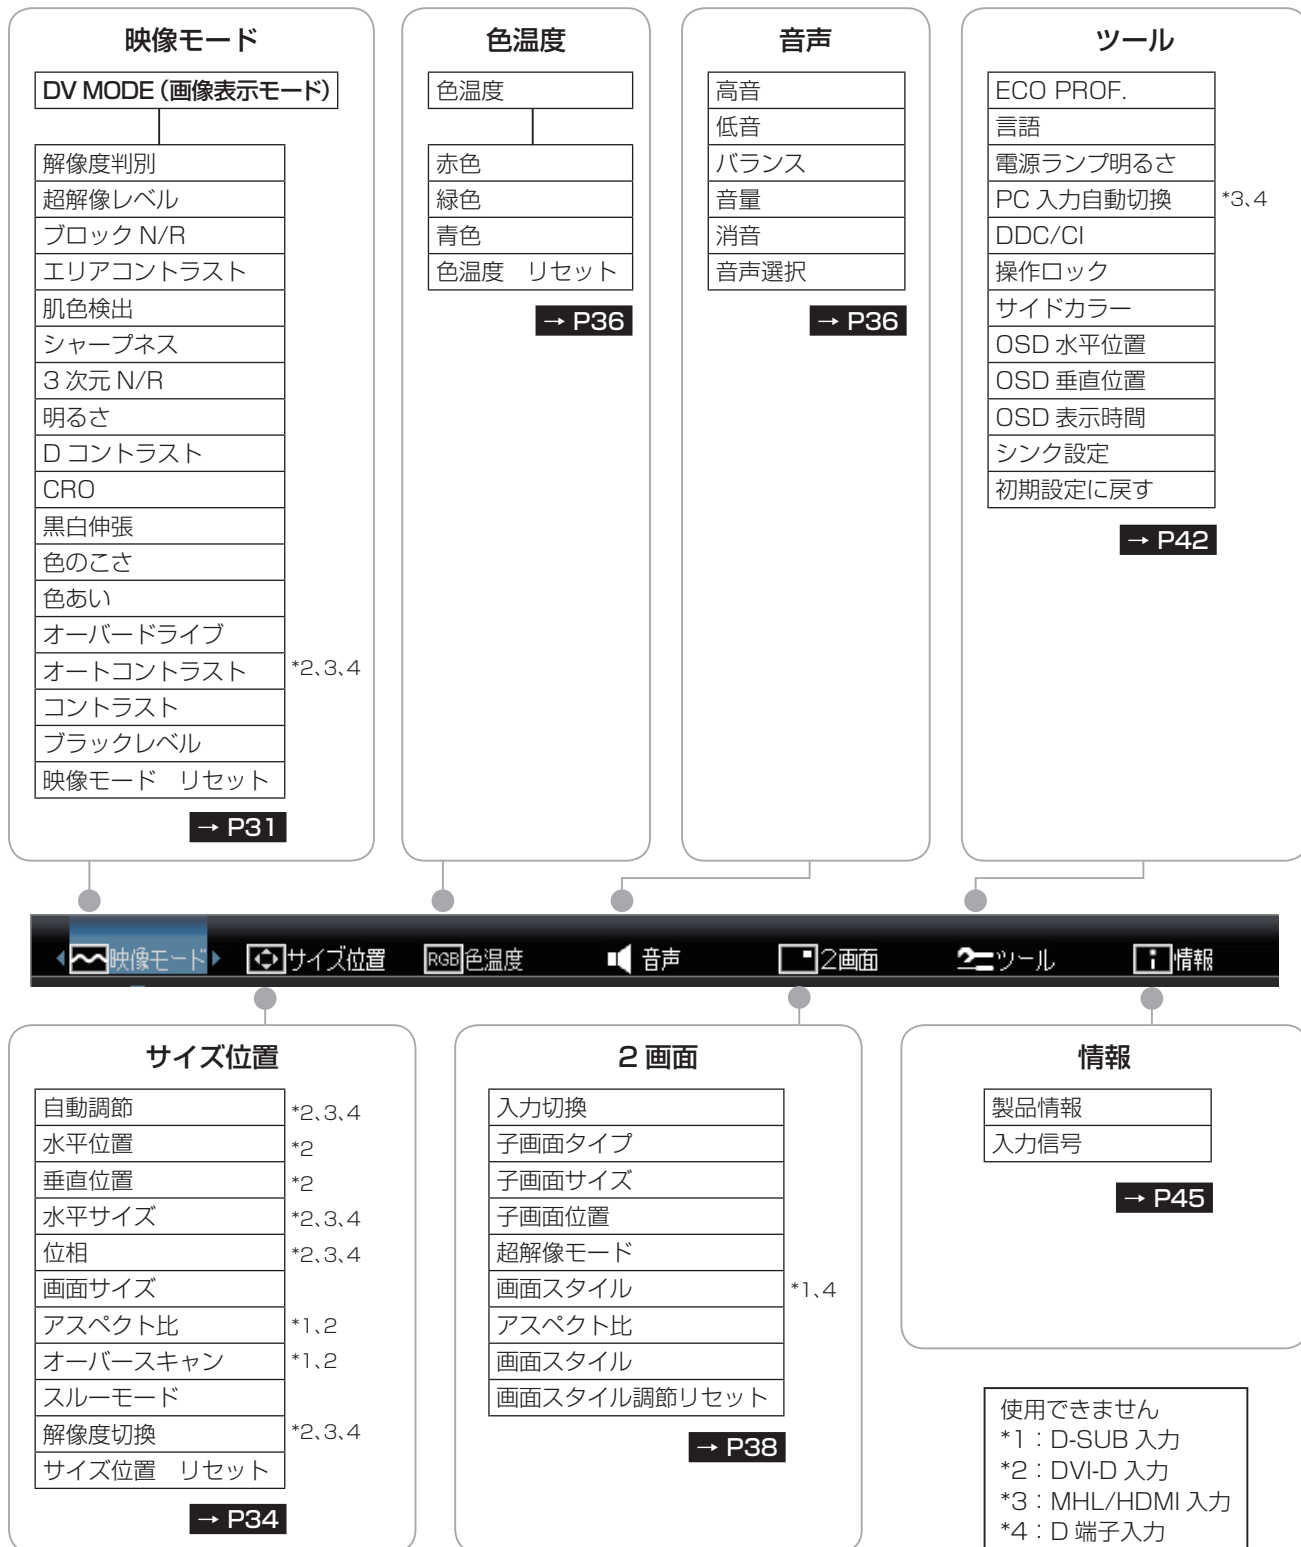 映像モード
DV MODE（画像表示モード）
解像度判別
超解像レベル
ブロック N/R
エリアコントラスト
肌色検出
シャープネス
3 次元 N/R
明るさ
D コントラスト
CRO
黒白伸張
色のこさ
色あい
オーバードライブ
オートコントラスト *2、3、4
コントラスト
ブラックレベル
映像モード　リセット
→ P31
色温度
色温度
赤色
緑色
青色
色温度　リセット
→ P36
音声
高音
低音
バランス
音量
消音
音声選択
→ P36
ツール
ECO PROF.
言語
電源ランプ明るさ
PC 入力自動切換 *3、4
DDC/CI
操作ロック
サイドカラー
OSD 水平位置
OSD 垂直位置
OSD 表示時間
シンク設定
初期設定に戻す
→ P42
映像モード サイズ位置 RGB 色温度 音声 2画面 ツール 情報
サイズ位置
自動調節 *2、3、4
水平位置 *2
垂直位置 *2
水平サイズ *2、3、4
位相 *2、3、4
画面サイズ
アスペクト比 *1、2
オーバースキャン *1、2
スルーモード
解像度切換 *2、3、4
サイズ位置　リセット
→ P34
2 画面
入力切換
子画面タイプ
子画面サイズ
子画面位置
超解像モード
画面スタイル *1、4
アスペクト比
画面スタイル
画面スタイル調節リセット
→ P38
情報
製品情報
入力信号
→ P45
使用できません
*1：D-SUB 入力
*2：DVI-D 入力
*3：MHL/HDMI 入力
*4：D 端子入力